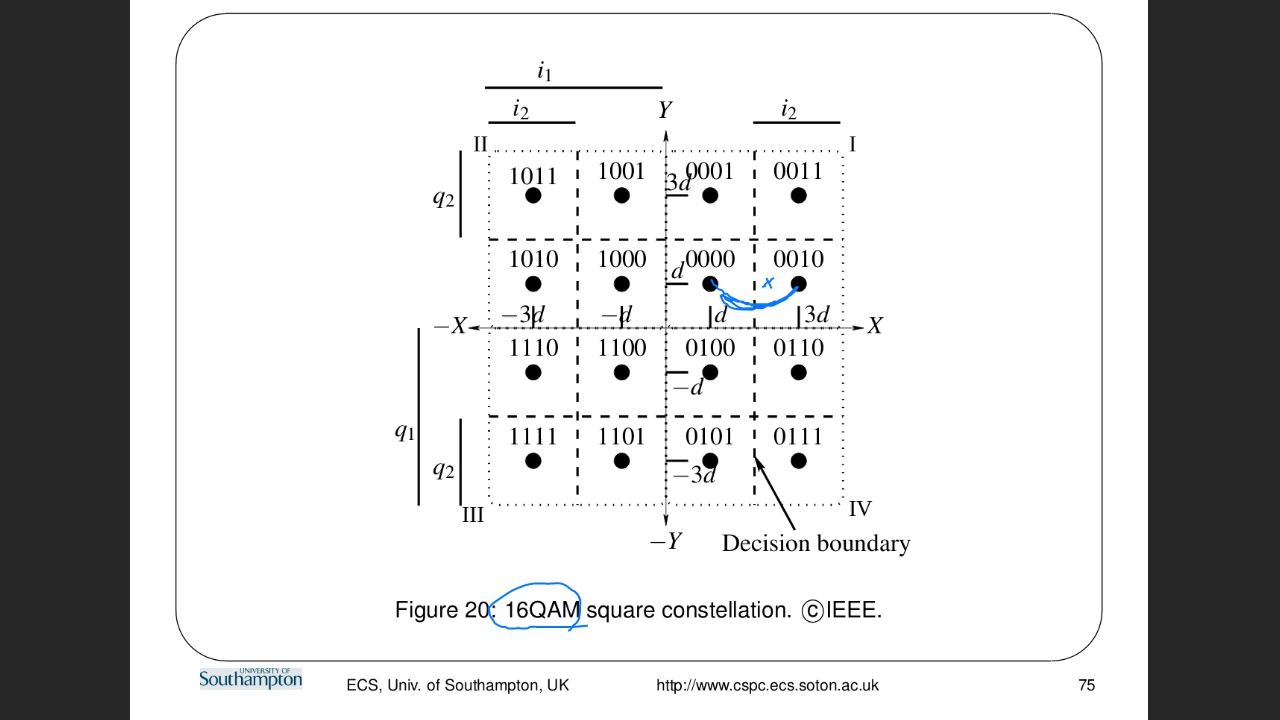 i₁
i₂ Y i₂
II I
1011 1001 3d 0001 0011
q₂
1010 1000 d 0000 0010
−X −3d −d d 3d X
1110 1100 0100 0110
−d
q₁
1111 1101 0101 0111
q₂
−3d
III IV
−Y Decision boundary
x
Figure 20: 16QAM square constellation. ©IEEE.
UNIVERSITY OF
Southampton
ECS, Univ. of Southampton, UK http://www.cspc.ecs.soton.ac.uk 75